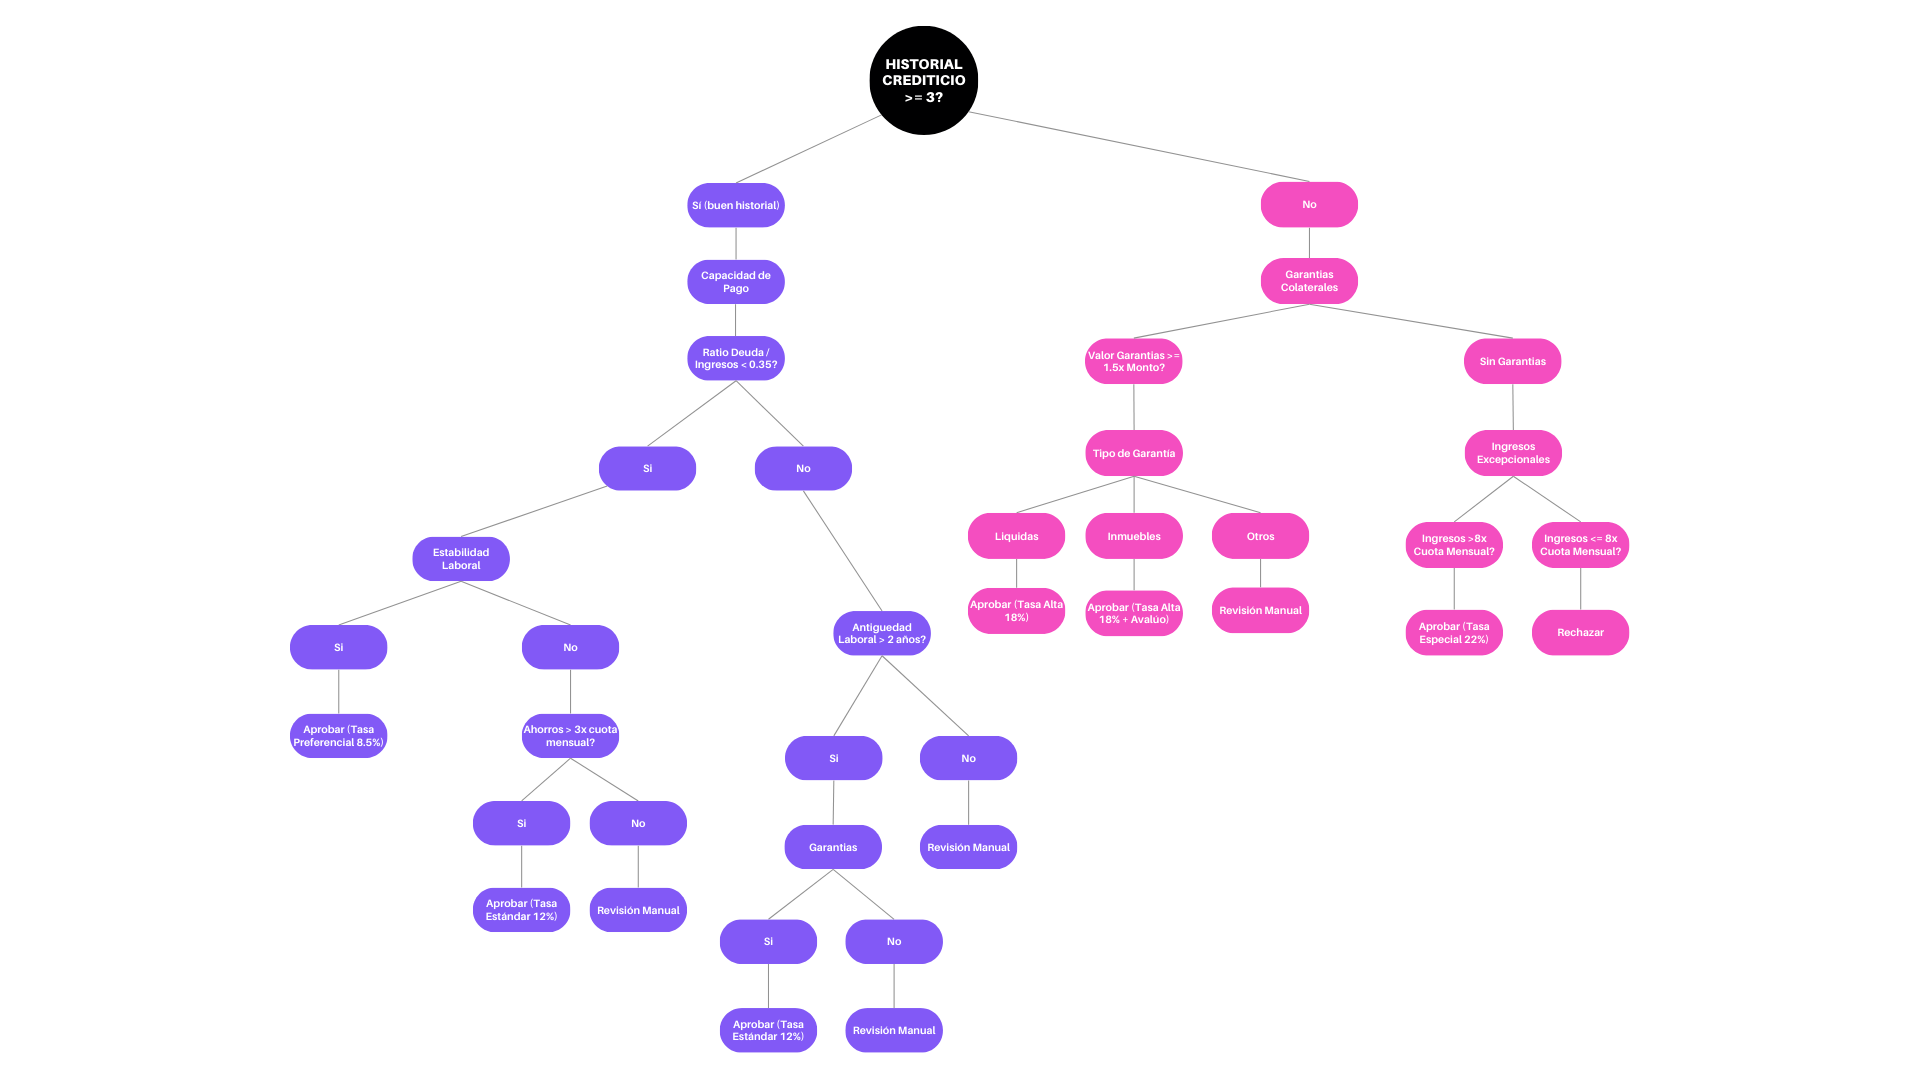 HISTORIAL
CREDITICIO
>= 3?
Sí (buen historial)
No
Capacidad de
Pago
Garantias
Colaterales
Ratio Deuda /
Ingresos < 0.35?
Valor Garantias >=
1.5x Monto?
Sin Garantias
Si
No
Tipo de Garantía
Ingresos
Excepcionales
Estabilidad
Laboral
Liquidas
Inmuebles
Otros
Ingresos >8x
Cuota Mensual?
Ingresos <= 8x
Cuota Mensual?
Si
No
Antiguedad
Laboral > 2 años?
Aprobar (Tasa Alta
18%)
Aprobar (Tasa Alta
18% + Avalúo)
Revisión Manual
Aprobar (Tasa
Especial 22%)
Rechazar
Aprobar (Tasa
Preferencial 8.5%)
Ahorros > 3x cuota
mensual?
Si
No
Si
No
Garantias
Revisión Manual
Aprobar (Tasa
Estándar 12%)
Revisión Manual
Si
No
Aprobar (Tasa
Estándar 12%)
Revisión Manual